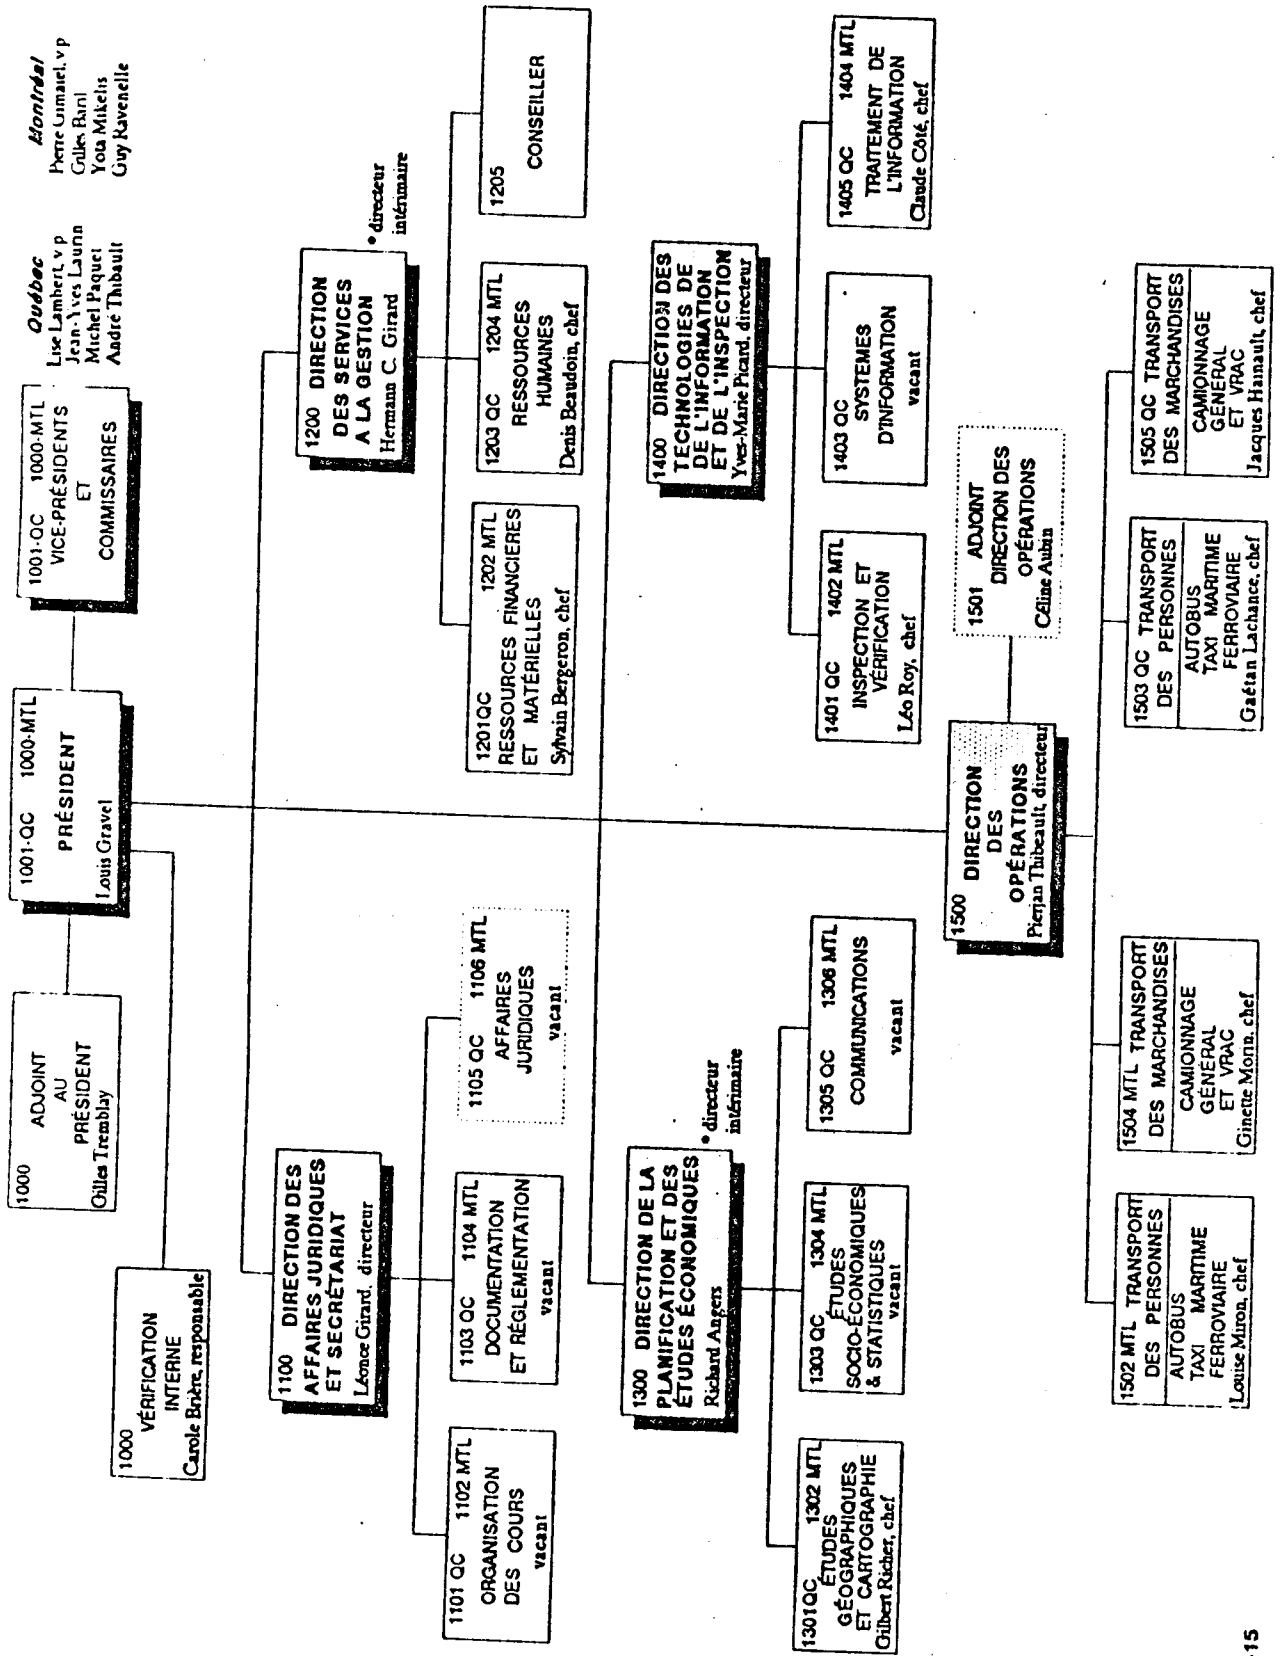 1001-QC 1000-MTL
PRÉSIDENT
Louis Gravel
1000
ADJOINT
AU
PRÉSIDENT
Gilles Tremblay
1000
VÉRIFICATION
INTERNE
Carole Brière, responsable
1001-QC 1000-MTL
VICE-PRÉSIDENTS
ET
COMMISSAIRES
Québec
Lise Lambert, vp
Jean-Yves Laurin
Michel Paquet
André Thibault
Montréal
Pierre vp
Gilles Baril
Yota Mikelis
Guy Ravenelle
1100 DIRECTION DES
AFFAIRES JURIDIQUES
ET SECRÉTARIAT
Léonce Girard, directeur
1101 QC 1102 MTL
ORGANISATION
DES COURS
vacant
1103 QC 1104 MTL
DOCUMENTATION
ET RÉGLEMENTATION
vacant
1105 QC 1106 MTL
AFFAIRES
JURIDIQUES
vacant
1200 DIRECTION
DES SERVICES
A LA GESTION
Hermann C. Girard
* directeur
intérimaire
1201QC 1202 MTL
RESSOURCES FINANCIERES
ET MATÉRIELLES
Sylvain Bergeron, chef
1203 QC 1204 MTL
RESSOURCES
HUMAINES
Denis Beaudoin, chef
1205
CONSEILLER
1300 DIRECTION DE LA
PLANIFICATION ET DES
ÉTUDES ÉCONOMIQUES
Richard Angers
* directeur
intérimaire
1301QC 1302 MTL
ÉTUDES
GÉOGRAPHIQUES
ET CARTOGRAPHIE
Gilbert Richer, chef
1303 QC 1304 MTL
ÉTUDES
SOCIO-ÉCONOMIQUES
& STATISTIQUES
vacant
1305 QC 1306 MTL
COMMUNICATIONS
vacant
1400 DIRECTION DES
TECHNOLOGIES DE
DE L'INFORMATION
ET DE L'INSPECTION
Yves-Marie Picard, directeur
1401 QC 1402 MTL
INSPECTION ET
VÉRIFICATION
Léo Roy, chef
1403 QC
SYSTEMES
D'INFORMATION
vacant
1405 QC 1404 MTL
TRAITEMENT DE
L'INFORMATION
Claude Côté, chef
1500 DIRECTION
DES
OPÉRATIONS
Pierjan Thibeault, directeur
1501 ADJOINT
DIRECTION DES
OPÉRATIONS
Céline Aubin
1502 MTL TRANSPORT
DES PERSONNES
AUTOBUS
TAXI MARITIME
FERROVIAIRE
Louise Miron, chef
1504 MTL TRANSPORT
DES MARCHANDISES
CAMIONNAGE
GÉNÉRAL
ET VRAC
Ginette Morin, chef
1503 QC TRANSPORT
DES PERSONNES
AUTOBUS
TAXI MARITIME
FERROVIAIRE
Gaétan Lachance, chef
1505 QC TRANSPORT
DES MARCHANDISES
CAMIONNAGE
GENERAL
ET VRAC
Jacques Hainault, chef